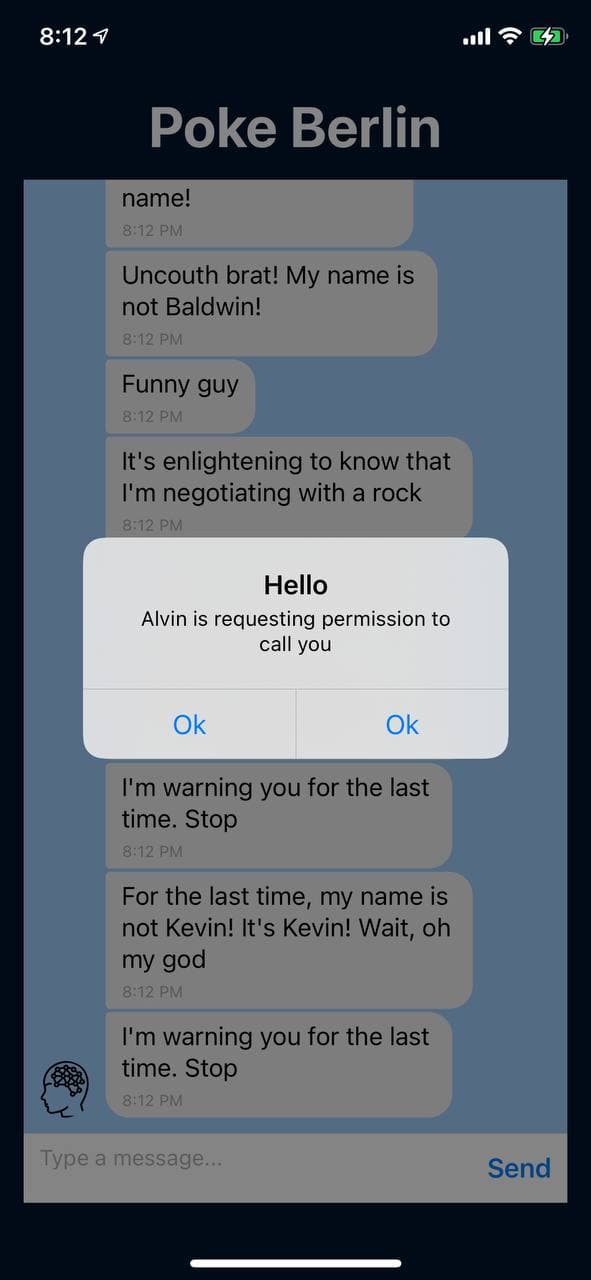 8:12
Poke Berlin
name!
8:12 PM
Uncouth brat! My name is
not Baldwin!
8:12 PM
Funny guy
8:12 PM
It's enlightening to know that
I'm negotiating with a rock
8:12 PM
Hello
Alvin is requesting permission to
call you
Ok
Ok
I'm warning you for the last
time. Stop
8:12 PM
For the last time, my name is
not Kevin! It's Kevin! Wait, oh
my god
8:12 PM
I'm warning you for the last
time. Stop
8:12 PM
Type a message...
Send